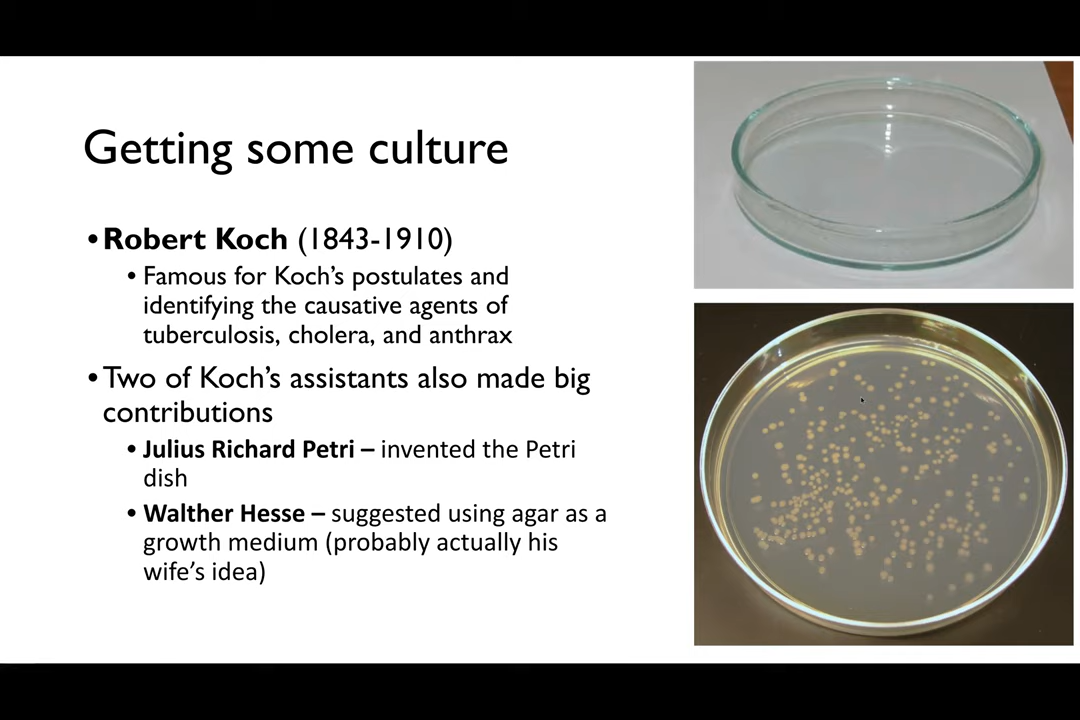 Getting some culture
•Robert Koch (1843-1910)
• Famous for Koch’s postulates and
identifying the causative agents of
tuberculosis, cholera, and anthrax
•Two of Koch’s assistants also made big
contributions
• Julius Richard Petri – invented the Petri
dish
• Walther Hesse – suggested using agar as a
growth medium (probably actually his
wife’s idea)